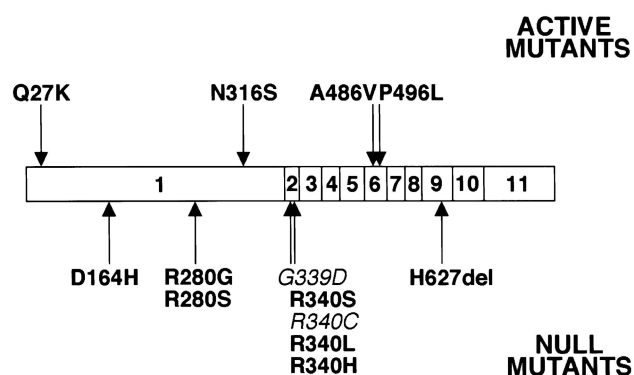 ACTIVE
MUTANTS
Q27K N316S A486V P496L
1 2 3 4 5 6 7 8 9 10 11
D164H R280G G339D H627del
R280S R340S
R340C
R340L
R340H
NULL
MUTANTS